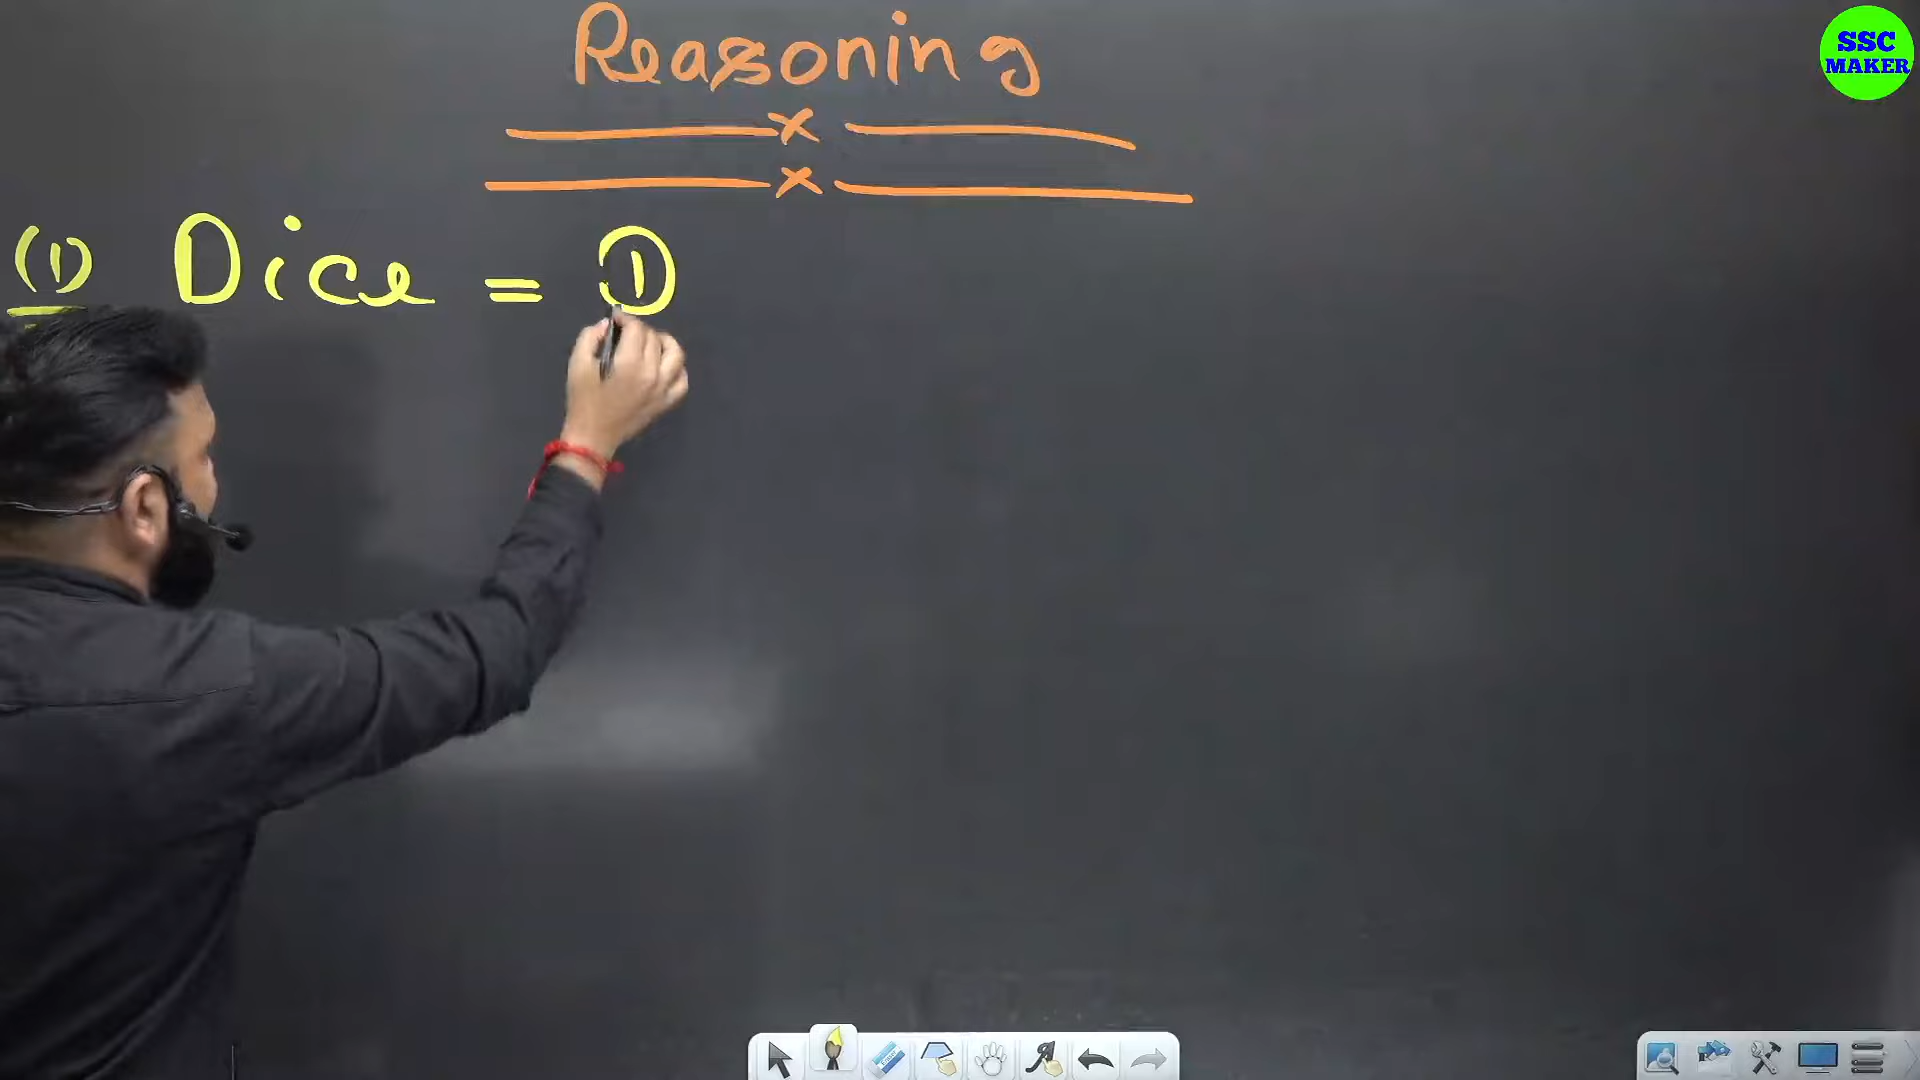 Reasoning
SSC
MAKER
(1) Dice = ①